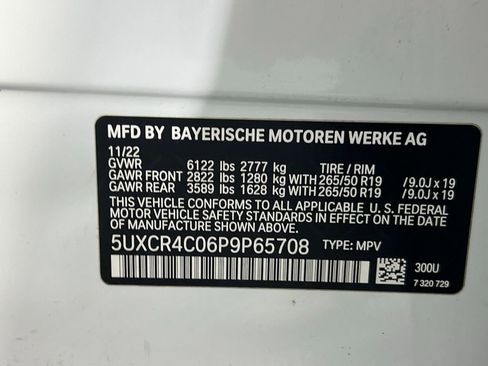 MFD BY BAYERISCHE MOTOREN WERKE AG
11/22
GVWR 6122 lbs 2777 kg TIRE / RIM
GAWR FRONT 2822 lbs 1280 kg WITH 265/50 R19 /9.0J x 19
GAWR REAR 3589 lbs 1628 kg WITH 265/50 R19 /9.0J x 19
THIS VEHICLE CONFORMS TO ALL APPLICABLE U. S. FEDERAL
MOTOR VEHICLE SAFETY STANDARDS IN EFFECT ON THE
DATE OF MANUFACTURE SHOWN ABOVE.
5UXCR4C06P9P65708 TYPE: MPV
300U
7 320 729